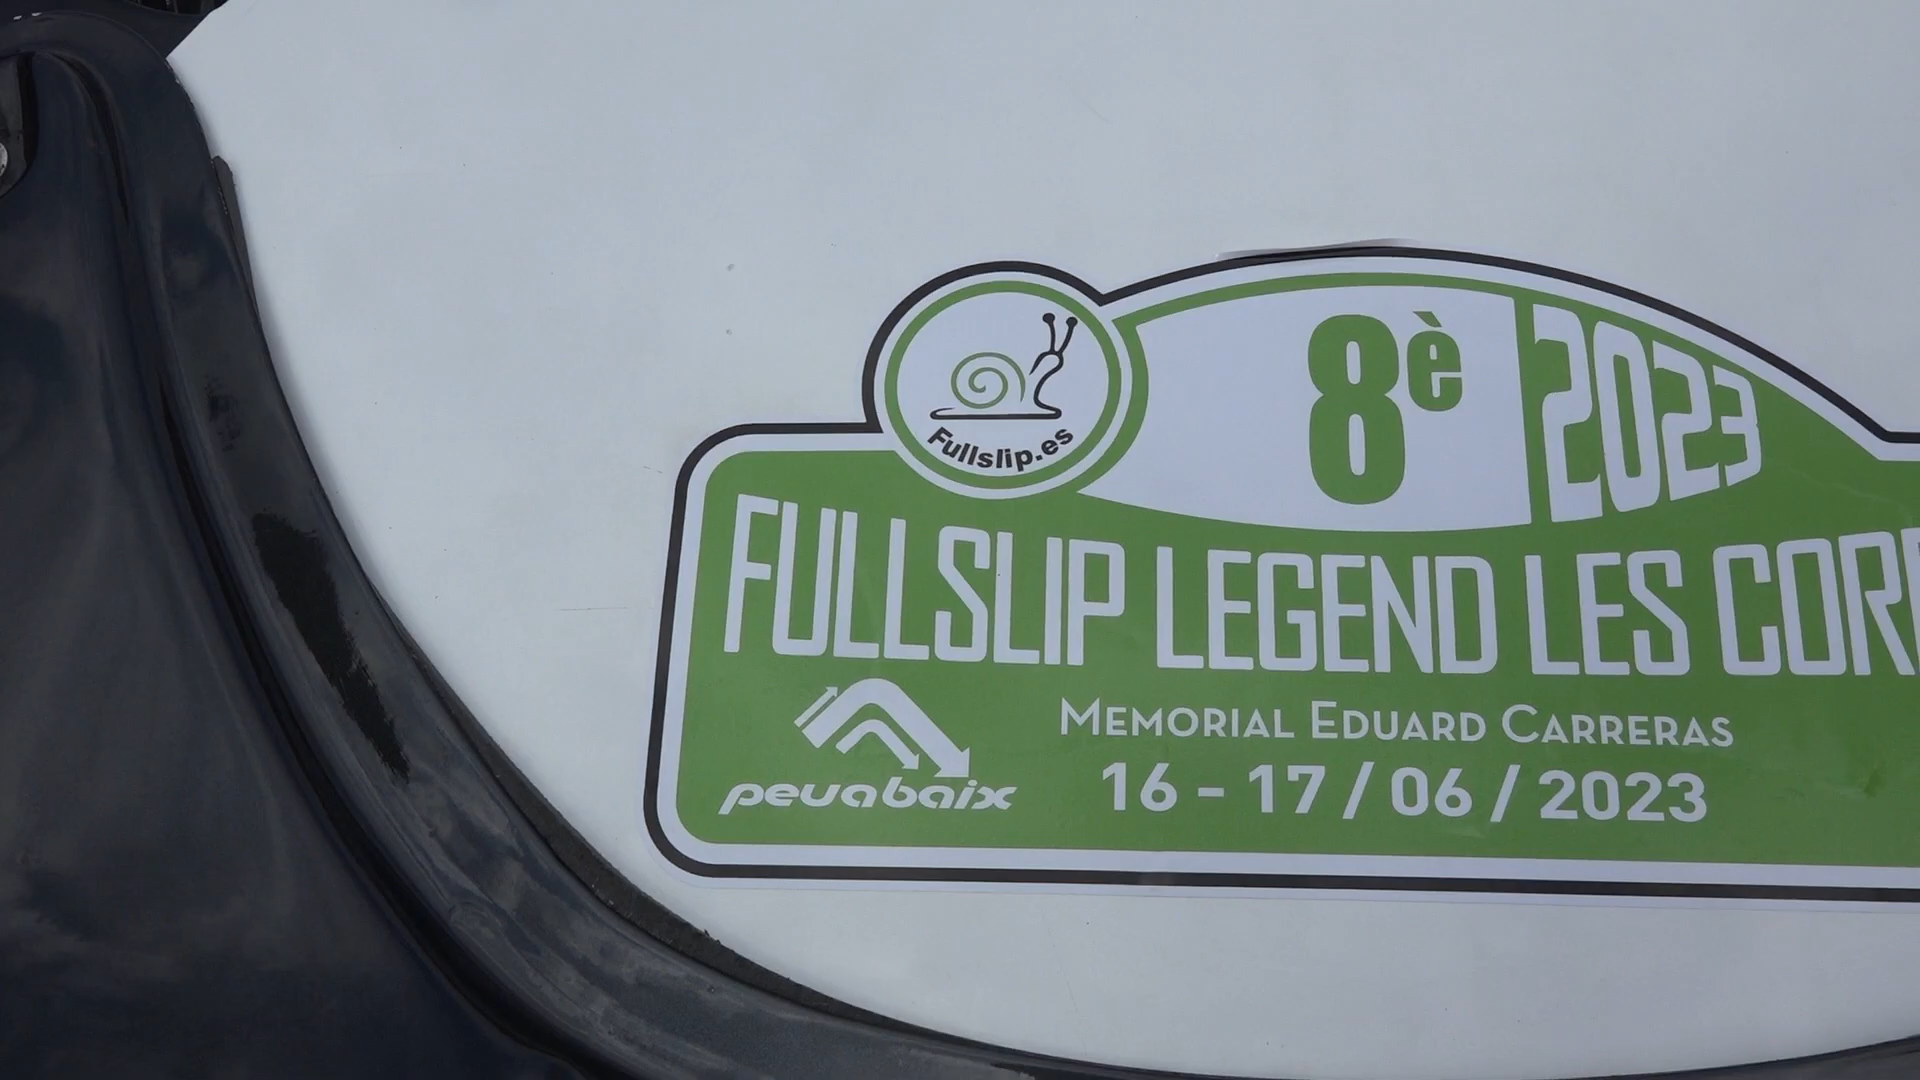 8è 2023
Fullslip.es
FULLSLIP LEGEND LES
MEMORIAL EDUARD CARRERAS
peuabaix 16 - 17 / 06 / 2023